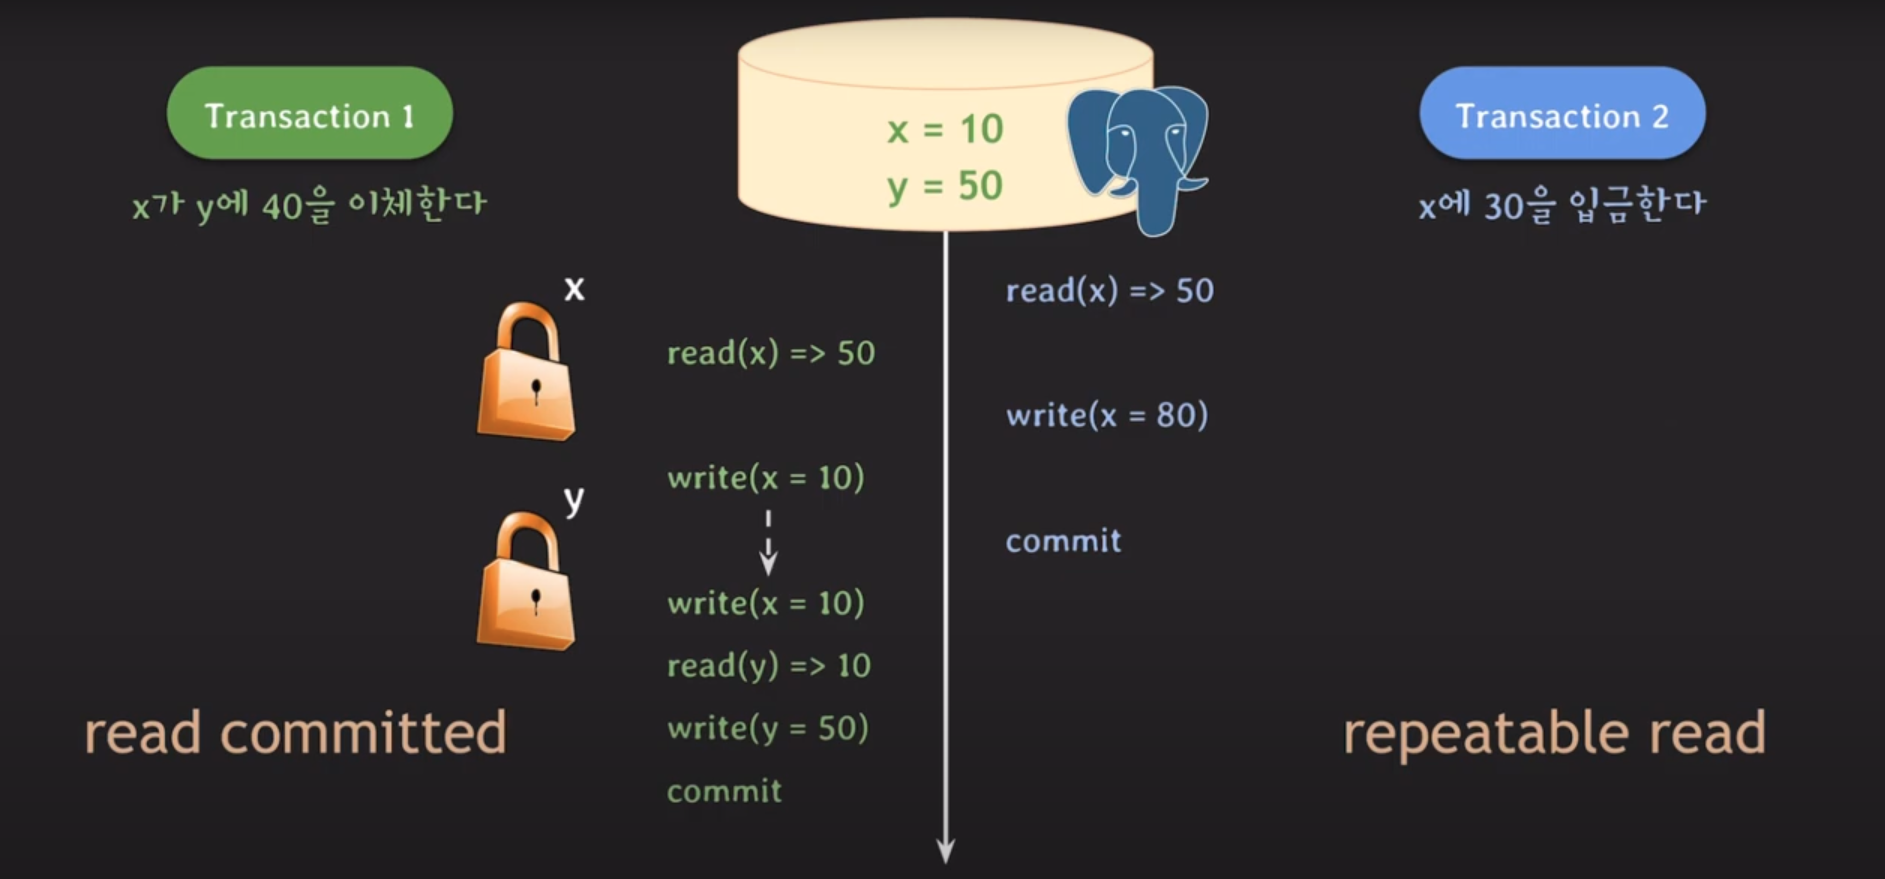 Transaction 1
x가 y에 40을 이체한다
x = 10
y = 50
Transaction 2
x에 30을 입금한다
x
read(x) => 50
read(x) => 50
write(x = 80)
write(x = 10)
y
commit
write(x = 10)
read(y) => 10
write(y = 50)
commit
read committed
repeatable read